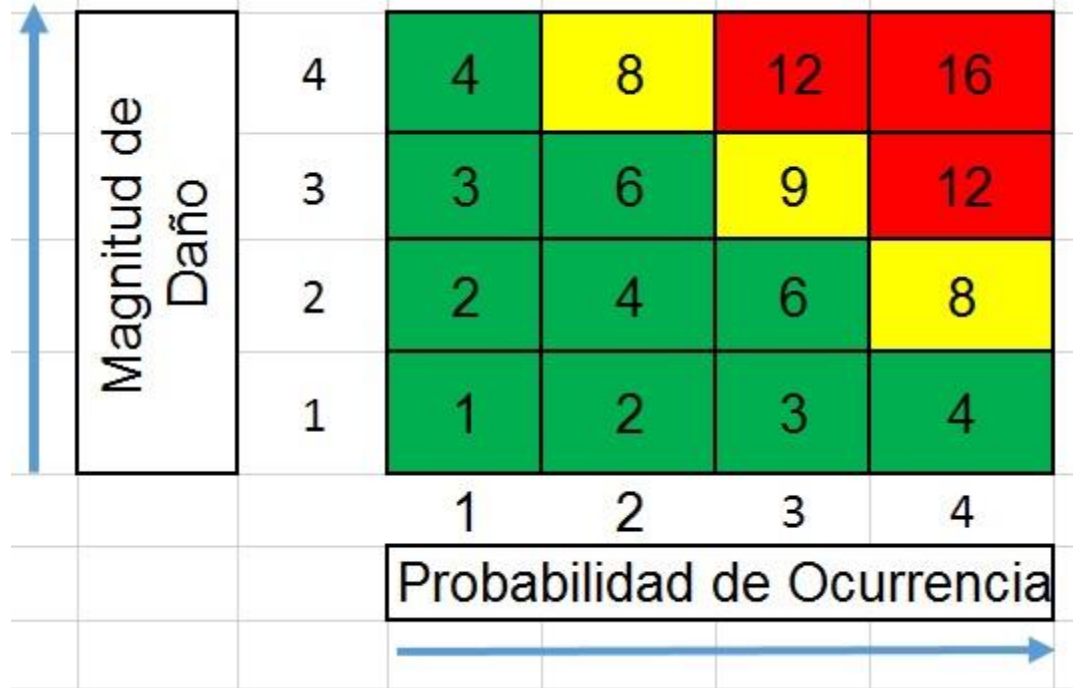 Magnitud de
Daño
4 4 8 12 16
3 3 6 9 12
2 2 4 6 8
1 1 2 3 4
1 2 3 4
Probabilidad de Ocurrencia